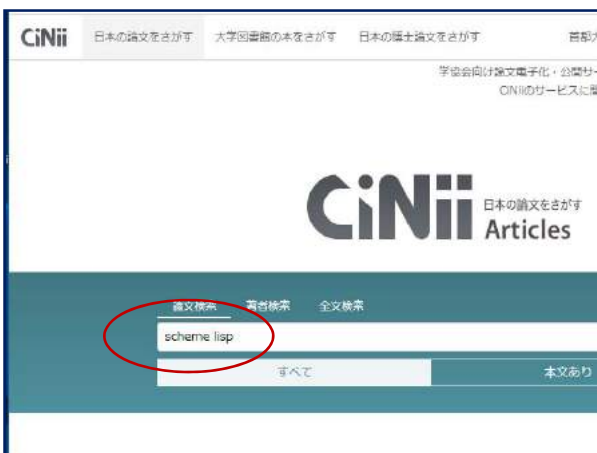 CiNii 日本の論文をさがす 大学図書館の本をさがす 日本の博士論文をさがす 首都
学協会向け論文電子化・公開サー
CiNiiのサービスに
CiNii 日本の論文をさがす
Articles
論文検索 著者検索 全文検索
scheme lisp
すべて 本文あり